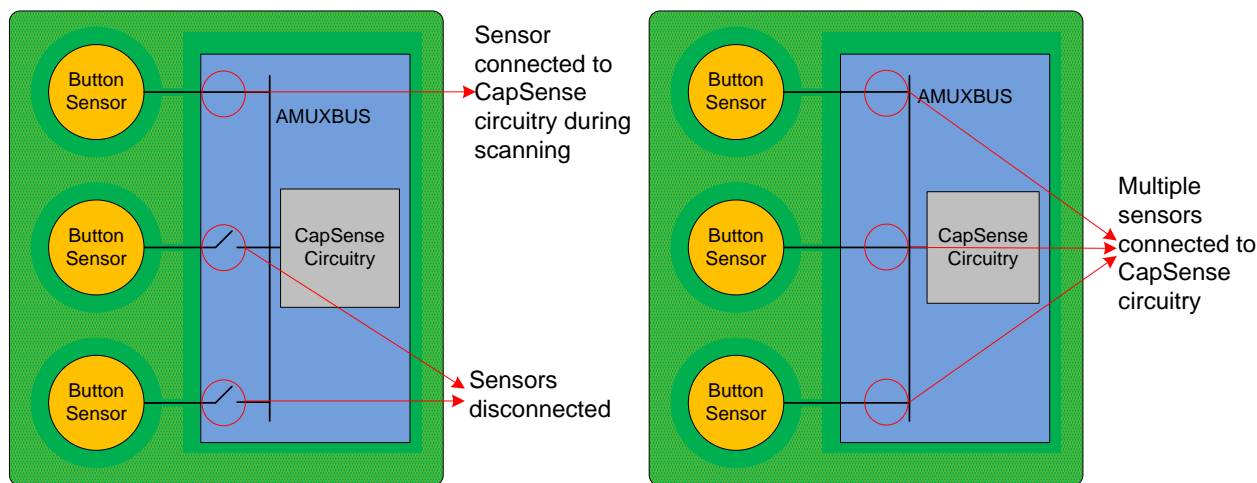 Button
Sensor
AMUXBUS
Sensor
connected to
CapSense
circuitry during
scanning
Button
Sensor
CapSense
Circuitry
Button
Sensor
Sensors
disconnected
Button
Sensor
AMUXBUS
Button
Sensor
CapSense
Circuitry
Multiple
sensors
connected to
CapSense
circuitry
Button
Sensor